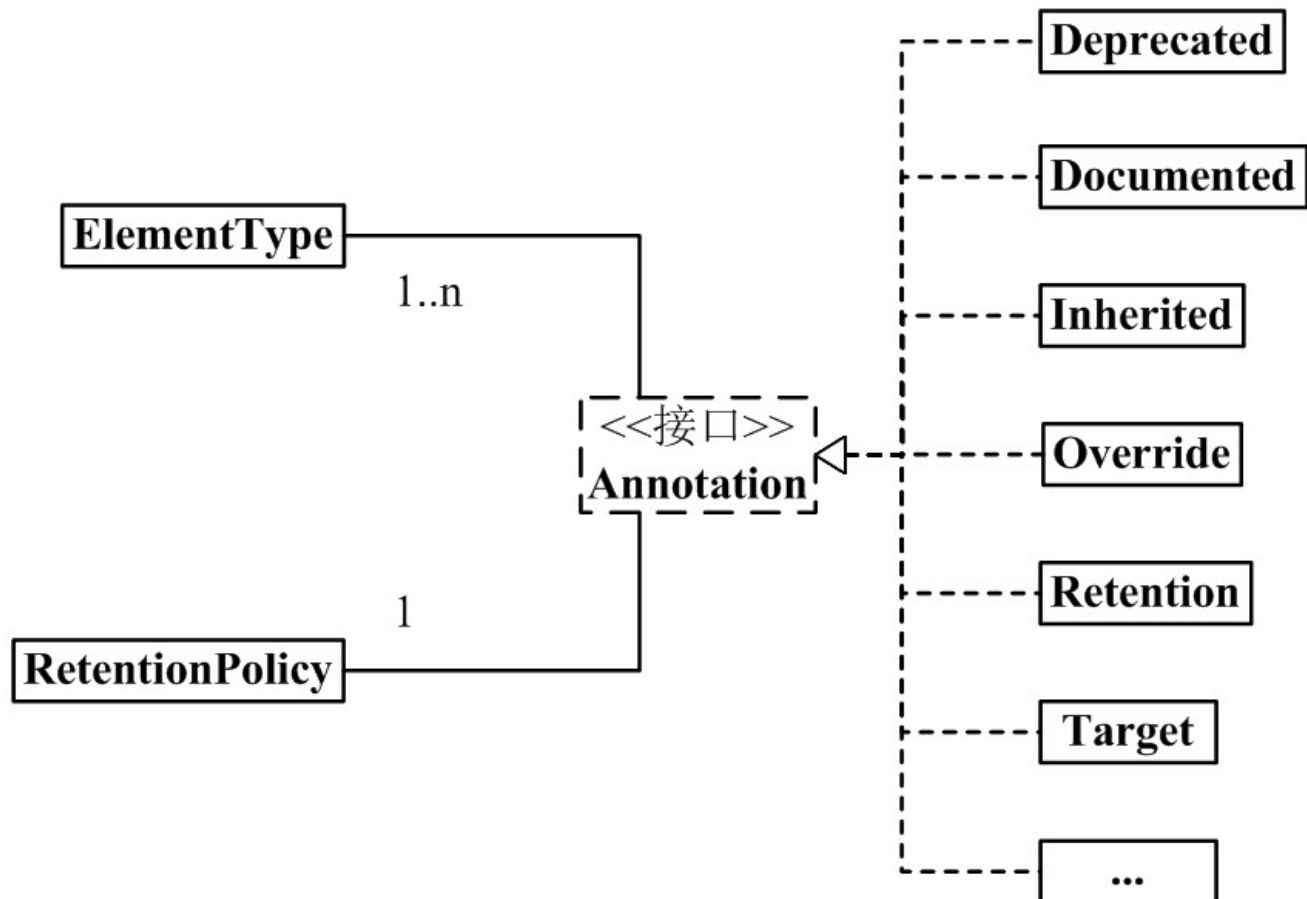 ElementType
1..n
RetentionPolicy
1
<<接口>>
Annotation
Deprecated
Documented
Inherited
Override
Retention
Target
...